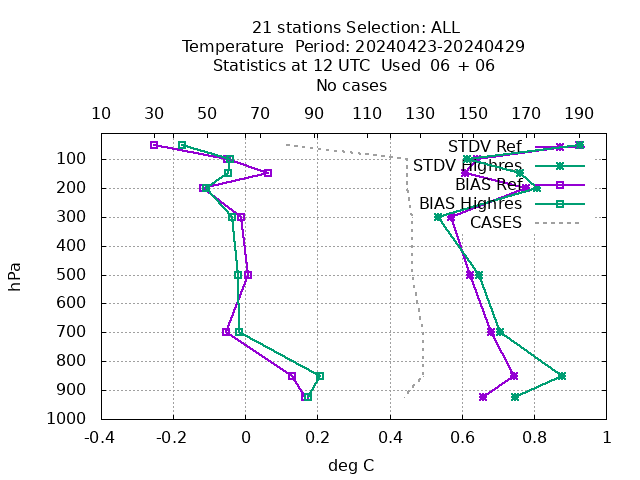 21 stations Selection: ALL
Temperature  Period: 20240423-20240429
Statistics at 12 UTC  Used  06 + 06
No cases
10 30 50 70 90 110 130 150 170 190
STDV Ref
STDV Highres
BIAS Ref
BIAS Highres
CASES
100
200
300
400
500
600
700
800
900
1000
hPa
-0.4 -0.2 0 0.2 0.4 0.6 0.8 1
deg C